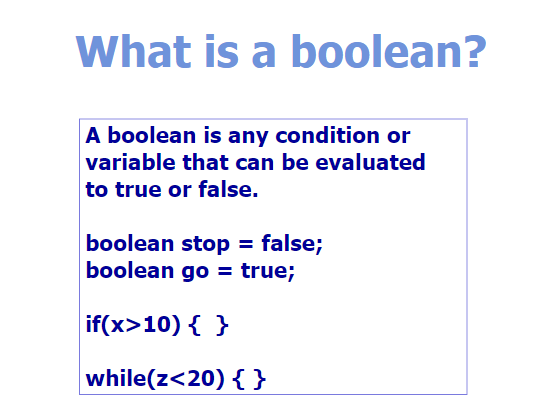 What is a boolean?
A boolean is any condition or
variable that can be evaluated
to true or false.
boolean stop = false;
boolean go = true;
if(x>10) {  }
while(z<20) { }